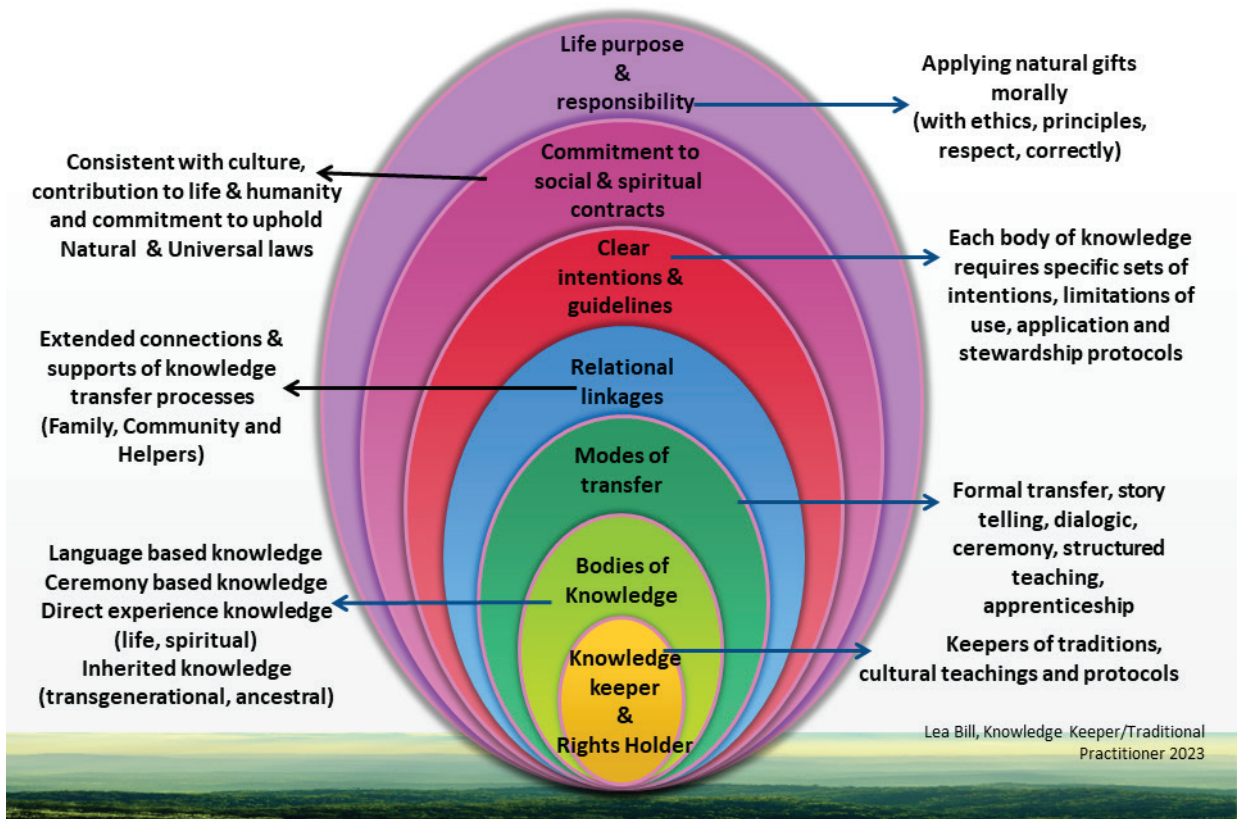 Life purpose
&
responsibility
Applying natural gifts
morally
(with ethics, principles,
respect, correctly)
Commitment to
social & spiritual
contracts
Consistent with culture,
contribution to life & humanity
and commitment to uphold
Natural & Universal laws
Clear
intentions &
guidelines
Each body of knowledge
requires specific sets of
intentions, limitations of
use, application and
stewardship protocols
Relational
linkages
Extended connections &
supports of knowledge
transfer processes
(Family, Community and
Helpers)
Modes of
transfer
Formal transfer, story
telling, dialogic,
ceremony, structured
teaching,
apprenticeship
Bodies of
Knowledge
Language based knowledge
Ceremony based knowledge
Direct experience knowledge
(life, spiritual)
Inherited knowledge
(transgenerational, ancestral)
Knowledge
keeper
&
Rights Holder
Keepers of traditions,
cultural teachings and protocols
Lea Bill, Knowledge Keeper/Traditional
Practitioner 2023